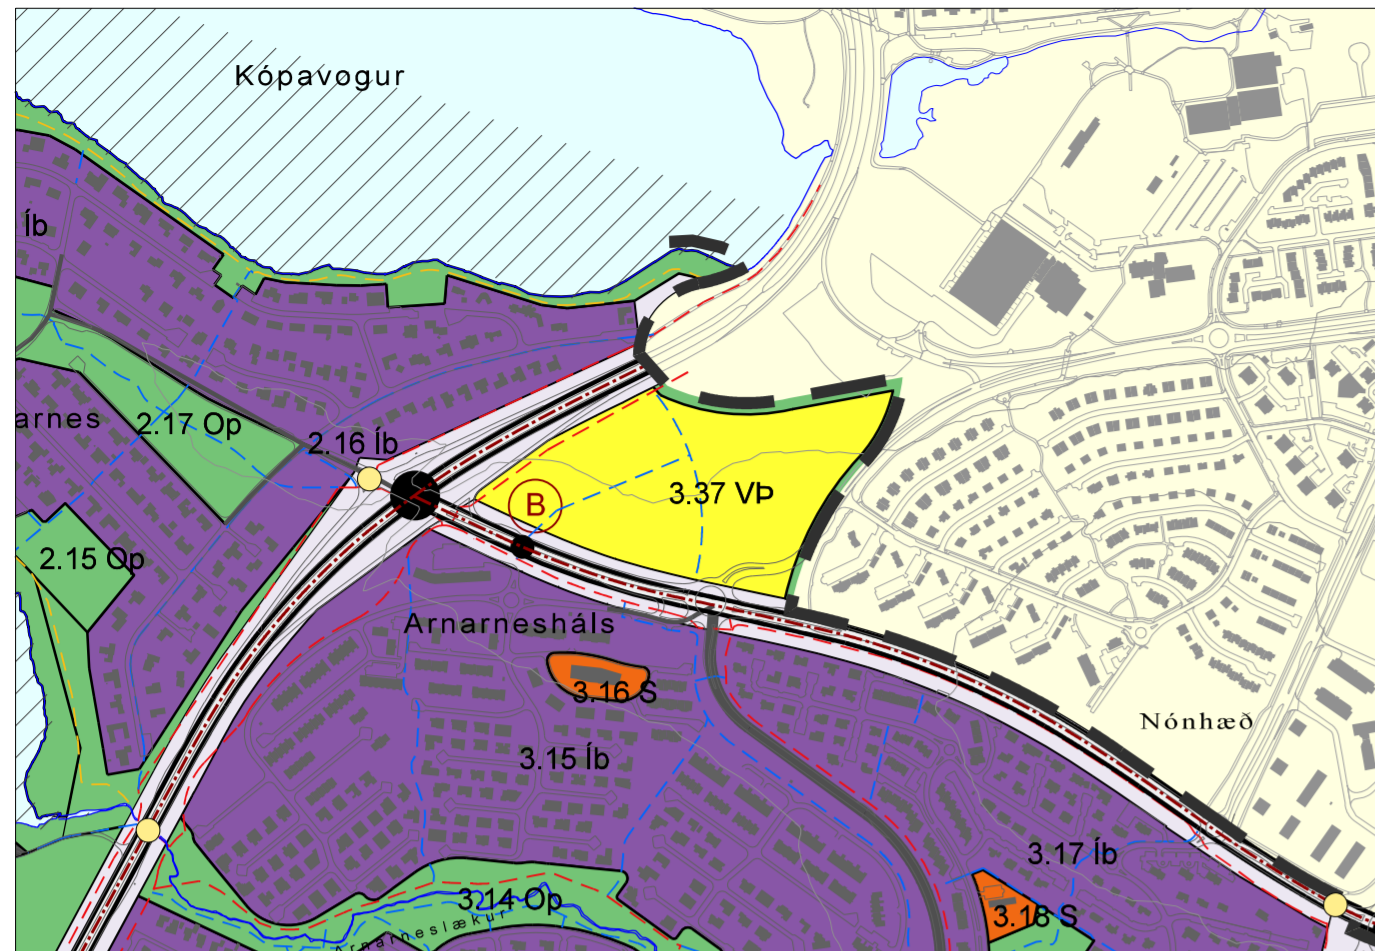 Kópavogur
Íb
arnes
2.17 Op
2.16 Íb
B
3.37 VÞ
2.15 Op
Arnarnesháls
3.16 S
3.15 Íb
Nónhæð
3.17 Íb
3.14 Op
Arnarneslækur
3.18 S